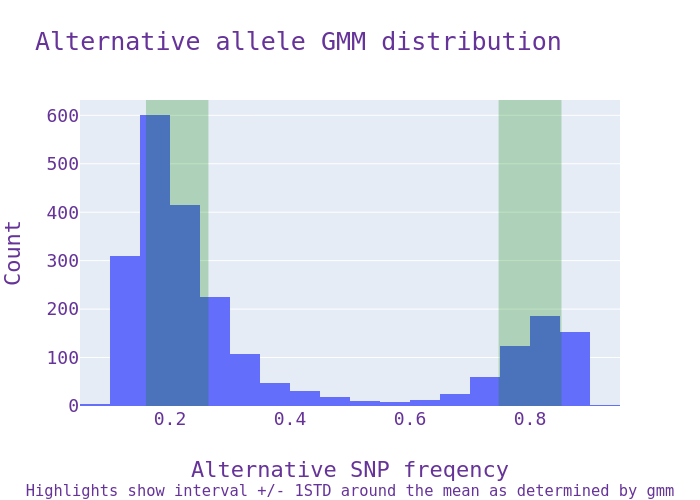 Alternative allele GMM distribution
600
500
400
300
200
100
0
Count
0.2 0.4 0.6 0.8
Alternative SNP freqency
Highlights show interval +/- 1STD around the mean as determined by gmm